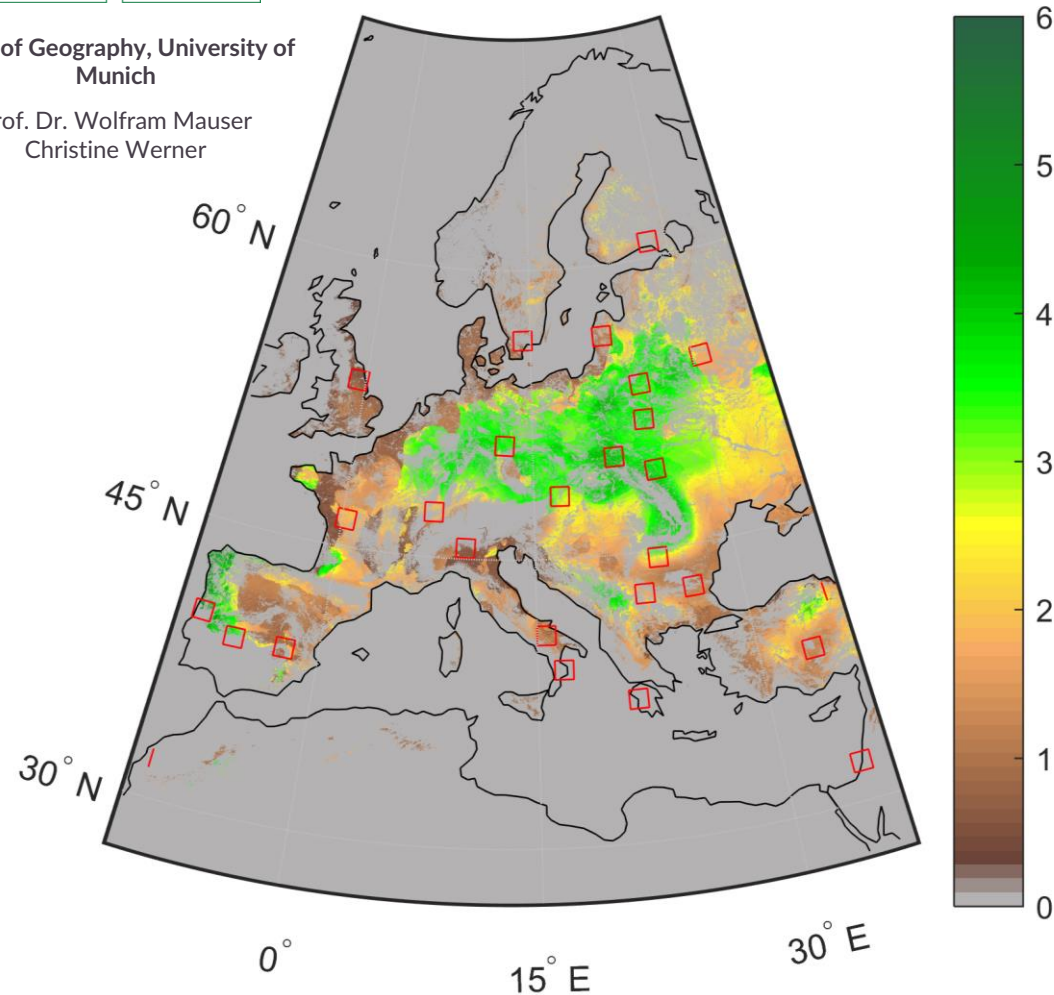 of Geography, University of
Munich
Prof. Dr. Wolfram Mauser
Christine Werner
60° N
45° N
30° N
0°
15° E
30° E
6
5
4
3
2
1
0